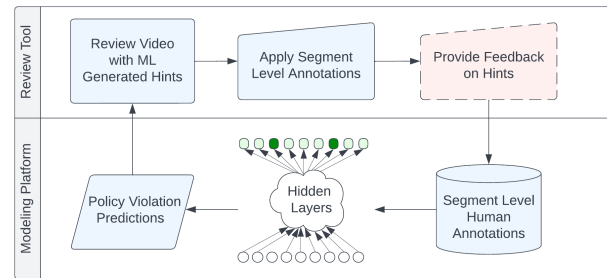 Review Tool
Review Video
with ML
Generated Hints
Apply Segment
Level Annotations
Provide Feedback
on Hints
Modeling Platform
Policy Violation
Predictions
Hidden
Layers
Segment Level
Human
Annotations